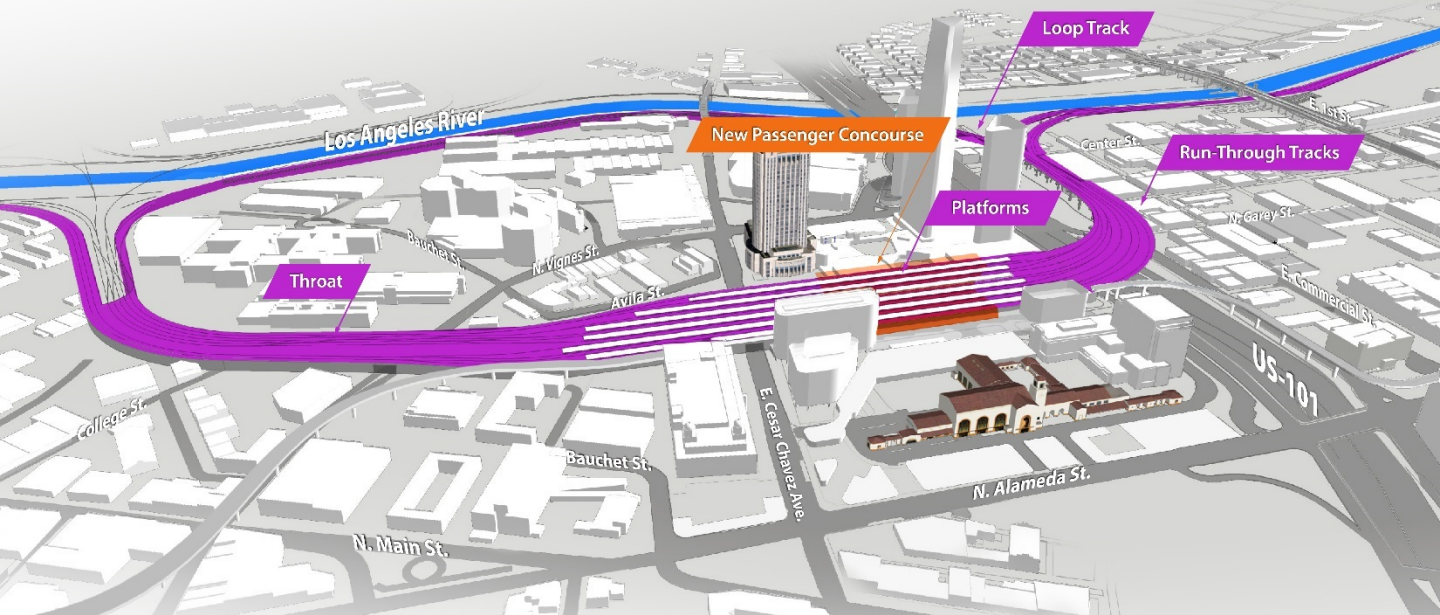 Loop Track
Los Angeles River
New Passenger Concourse
E. 1st St.
Center St.
Run-Through Tracks
Platforms
N. Garey St.
Bauchet St.
N. Vignes St.
Throat
Avila St.
E. Commercial St.
US-101
College St.
E. Cesar Chavez Ave.
Bauchet St.
N. Alameda St.
N. Main St.